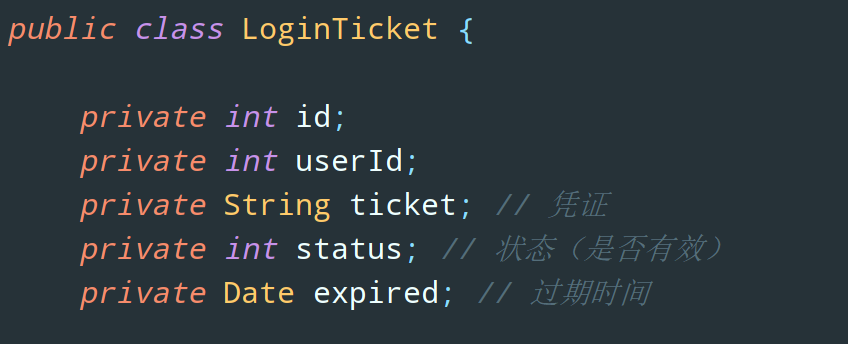 public class LoginTicket {
private int id;
private int userId;
private String ticket; // 凭证
private int status; // 状态（是否有效）
private Date expired; // 过期时间